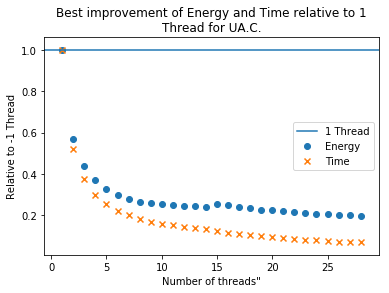 Best improvement of Energy and Time relative to 1
Thread for UA.C.
1.0
0.8
0.6
0.4
0.2
Relative to -1 Thread
1 Thread
Energy
Time
0
5
10
15
20
25
Number of threads"